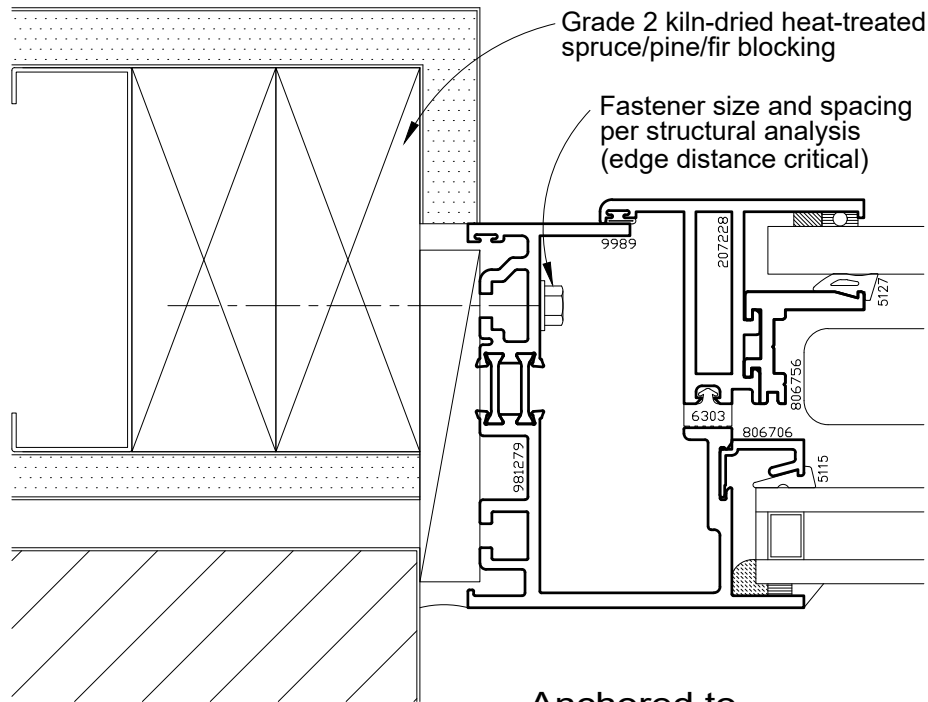 Grade 2 kiln-dried heat-treated
spruce/pine/fir blocking
Fastener size and spacing
per structural analysis
(edge distance critical)
9989
207228
5127
806756
6303
806706
5115
981279
Anchored to